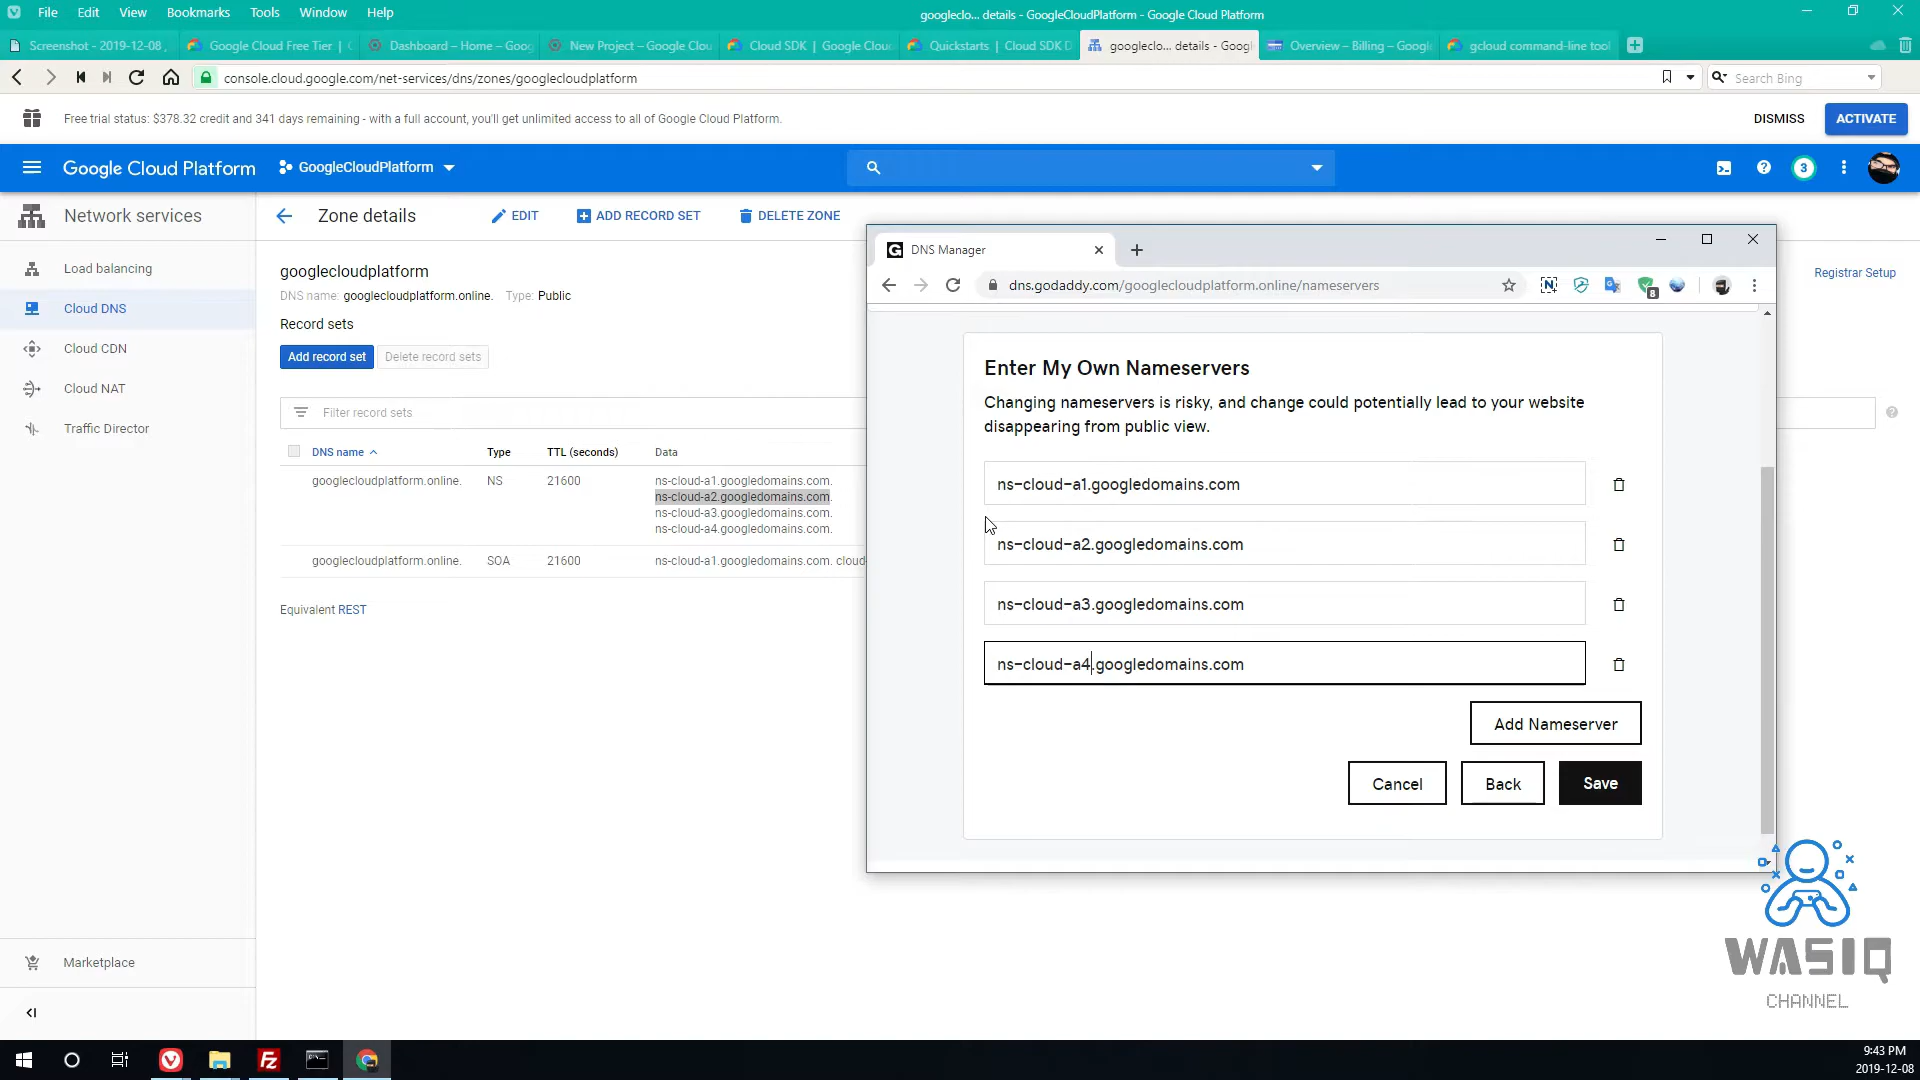 File Edit View Bookmarks Tools Window Help
googleclo... details - GoogleCloudPlatform - Google Cloud Platform
Screenshot - 2019-12-08
Google Cloud Free Tier |
Dashboard – Home – Goog
New Project – Google Clou
Cloud SDK | Google Clou
Quickstarts | Cloud SDK D
googleclo... details - Googl
Overview – Billing – Googl
gcloud command-line tool
console.cloud.google.com/net-services/dns/zones/googlecloudplatform
Search Bing
Free trial status: $378.32 credit and 341 days remaining - with a full account, you'll get unlimited access to all of Google Cloud Platform.
DISMISS
ACTIVATE
Google Cloud Platform
GoogleCloudPlatform
3
Network services
Zone details
EDIT
ADD RECORD SET
DELETE ZONE
Load balancing
Cloud DNS
Cloud CDN
Cloud NAT
Traffic Director
Marketplace
googlecloudplatform
DNS name: googlecloudplatform.online. Type: Public
Registrar Setup
Record sets
Add record set
Delete record sets
Filter record sets
DNS name Type TTL (seconds) Data
googlecloudplatform.online. NS 21600 ns-cloud-a1.googledomains.com.
ns-cloud-a2.googledomains.com.
ns-cloud-a3.googledomains.com.
ns-cloud-a4.googledomains.com.
googlecloudplatform.online. SOA 21600 ns-cloud-a1.googledomains.com. cloud-
Equivalent REST
DNS Manager
dns.godaddy.com/googlecloudplatform.online/nameservers
8
Enter My Own Nameservers
Changing nameservers is risky, and change could potentially lead to your website
disappearing from public view.
ns-cloud-a1.googledomains.com
ns-cloud-a2.googledomains.com
ns-cloud-a3.googledomains.com
ns-cloud-a4.googledomains.com
Add Nameserver
Cancel
Back
Save
WASIQ
CHANNEL
9:43 PM
2019-12-08